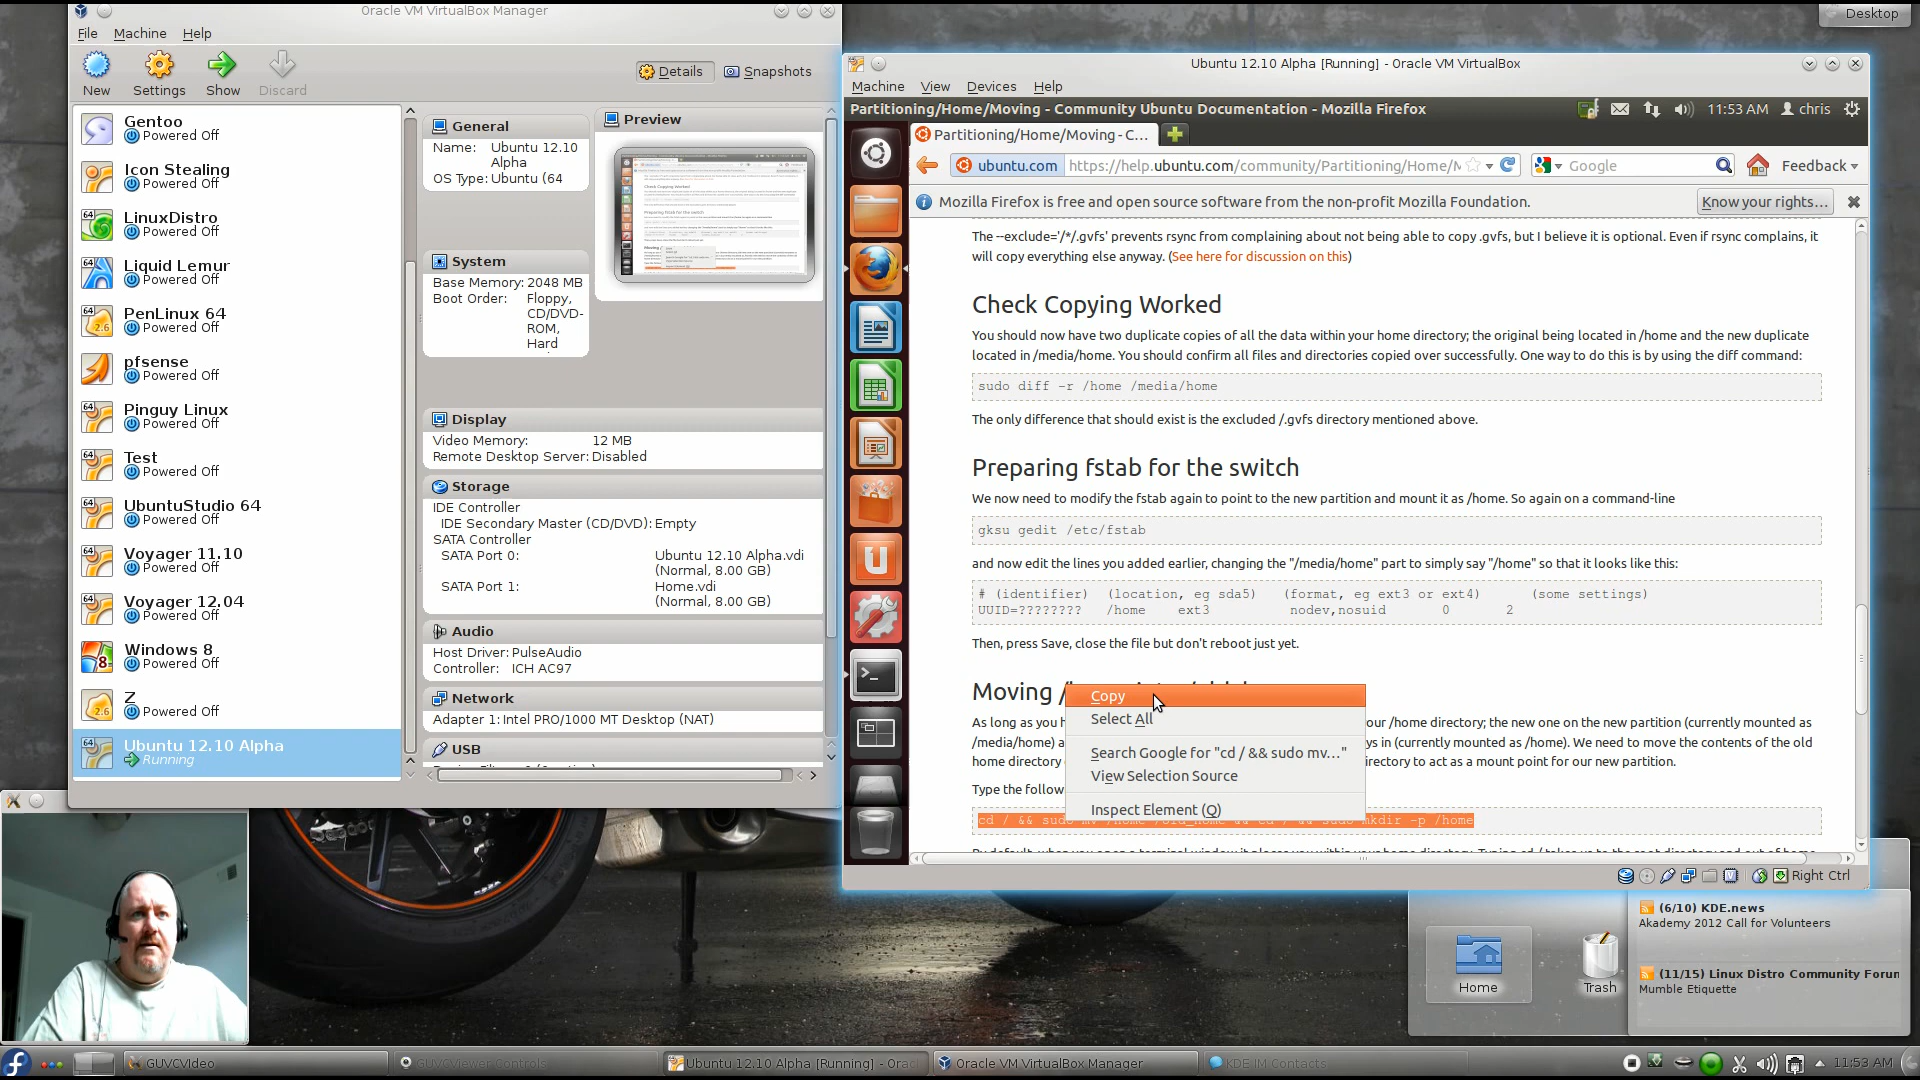 Oracle VM VirtualBox Manager
File Machine Help
New Settings Show Discard
Details Snapshots
Gentoo
Powered Off
Icon Stealing
Powered Off
LinuxDistro
Powered Off
Liquid Lemur
Powered Off
PenLinux 64
Powered Off
pfsense
Powered Off
Pinguy Linux
Powered Off
Test
Powered Off
UbuntuStudio 64
Powered Off
Voyager 11.10
Powered Off
Voyager 12.04
Powered Off
Windows 8
Powered Off
Z
Powered Off
Ubuntu 12.10 Alpha
Running
General
Name: Ubuntu 12.10
Alpha
OS Type: Ubuntu (64
System
Base Memory: 2048 MB
Boot Order: Floppy,
CD/DVD-
ROM,
Hard
Preview
Display
Video Memory: 12 MB
Remote Desktop Server: Disabled
Storage
IDE Controller
IDE Secondary Master (CD/DVD): Empty
SATA Controller
SATA Port 0: Ubuntu 12.10 Alpha.vdi
(Normal, 8.00 GB)
SATA Port 1: Home.vdi
(Normal, 8.00 GB)
Audio
Host Driver: PulseAudio
Controller: ICH AC97
Network
Adapter 1: Intel PRO/1000 MT Desktop (NAT)
USB
Desktop
Ubuntu 12.10 Alpha [Running] - Oracle VM VirtualBox
Machine View Devices Help
Partitioning/Home/Moving - Community Ubuntu Documentation - Mozilla Firefox
11:53 AM chris
Partitioning/Home/Moving - C...
ubuntu.com https://help.ubuntu.com/community/Partitioning/Home/M
Google
Feedback
Mozilla Firefox is free and open source software from the non-profit Mozilla Foundation.
Know your rights...
The --exclude='/*/.gvfs' prevents rsync from complaining about not being able to copy .gvfs, but I believe it is optional. Even if rsync complains, it
will copy everything else anyway. (See here for discussion on this)
Check Copying Worked
You should now have two duplicate copies of all the data within your home directory; the original being located in /home and the new duplicate
located in /media/home. You should confirm all files and directories copied over successfully. One way to do this is by using the diff command:
sudo diff -r /home /media/home
The only difference that should exist is the excluded /.gvfs directory mentioned above.
Preparing fstab for the switch
We now need to modify the fstab again to point to the new partition and mount it as /home. So again on a command-line
gksu gedit /etc/fstab
and now edit the lines you added earlier, changing the "/media/home" part to simply say "/home" so that it looks like this:
# (identifier) (location, eg sda5) (format, eg ext3 or ext4) (some settings)
UUID=???????? /home ext3 nodev,nosuid 0 2
Then, press Save, close the file but don't reboot just yet.
Moving
As long as you h our /home directory; the new one on the new partition (currently mounted as
/media/home) a ys in (currently mounted as /home). We need to move the contents of the old
home directory rectory to act as a mount point for our new partition.
Type the follow
cd / && sudo mv /home /old_home && cd / && sudo mkdir -p /home
Copy
Select All
Search Google for "cd / && sudo mv..."
View Selection Source
Inspect Element (Q)
Right Ctrl
Home
Trash
(6/10) KDE.news
Akademy 2012 Call for Volunteers
(11/15) Linux Distro Community Forun
Mumble Etiquette
GUVCVideo
GUVCViewer Controls
Ubuntu 12.10 Alpha [Running] - Orac
Oracle VM VirtualBox Manager
KDE IM Contacts
11:53 AM